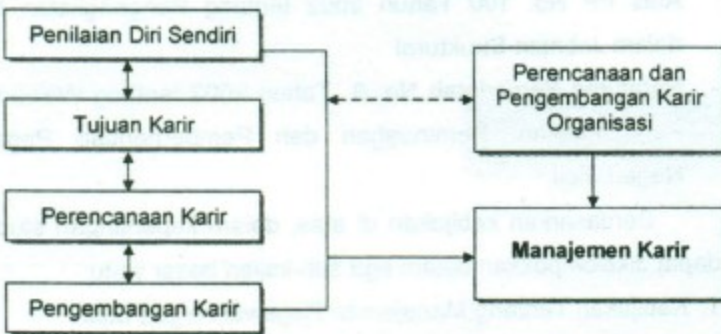 Penilaian Diri Sendiri
Tujuan Karir
Perencanaan Karir
Pengembangan Karir
Perencanaan dan
Pengembangan Karir
Organisasi
Manajemen Karir